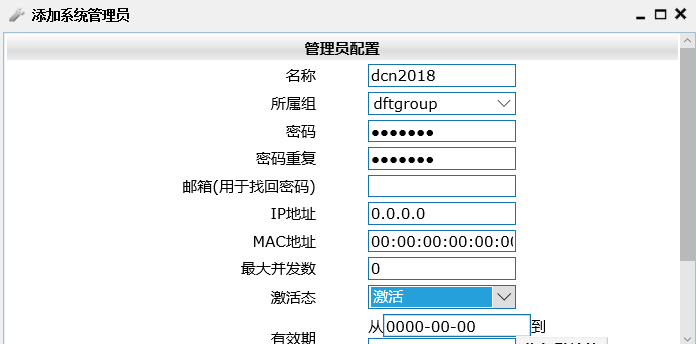 添加系统管理员
管理员配置
名称 dcn2018
所属组 dftgroup
密码 ●●●●●●●
密码重复 ●●●●●●●
邮箱(用于找回密码)
IP地址 0.0.0.0
MAC地址 00:00:00:00:00:00
最大并发数 0
激活态 激活
从 0000-00-00 到
有效期